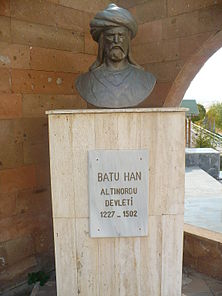 BATU HAN
ALTINORDU
DEVLETİ
1227 - 1502